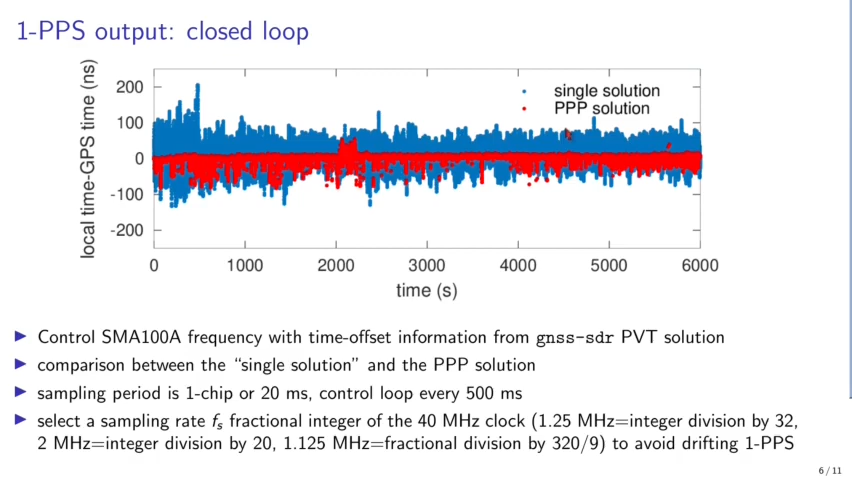 1-PPS output: closed loop
local time-GPS time (ns)
200
100
0
-100
-200
single solution
PPP solution
0 1000 2000 3000 4000 5000 6000
time (s)
Control SMA100A frequency with time-offset information from gnss-sdr PVT solution
comparison between the “single solution” and the PPP solution
sampling period is 1-chip or 20 ms, control loop every 500 ms
select a sampling rate fs fractional integer of the 40 MHz clock (1.25 MHz=integer division by 32,
2 MHz=integer division by 20, 1.125 MHz=fractional division by 320/9) to avoid drifting 1-PPS
6 / 11